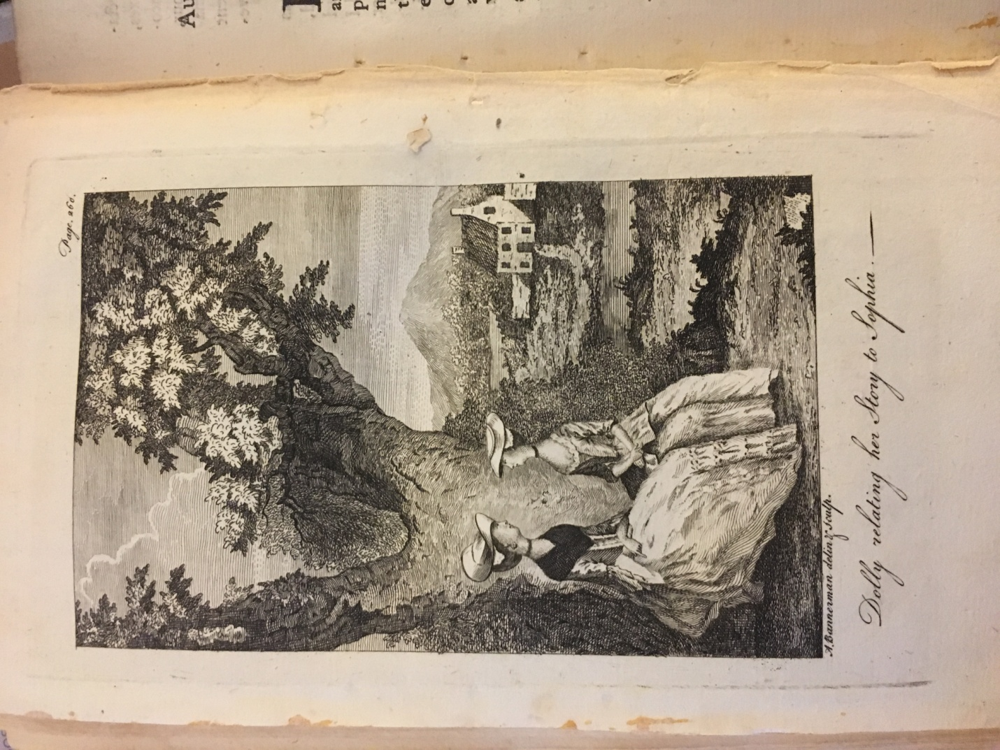 Page. 260.
A. Bannerman delin. & sculp.
Dolly relating her Story to Sophia. —
Au